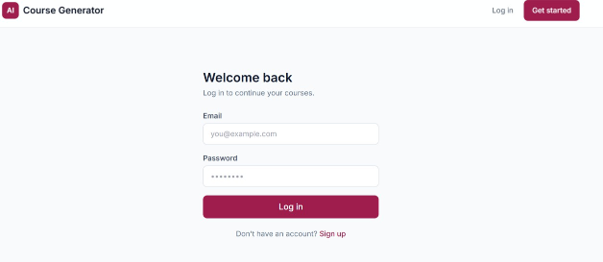 AI Course Generator
Log in
Get started
Welcome back
Log in to continue your courses.
Email
you@example.com
Password
••••••••
Log in
Don't have an account? Sign up